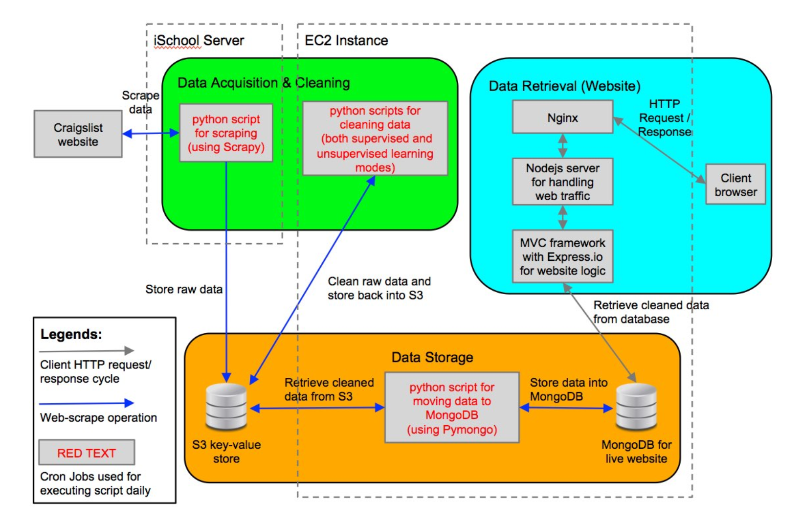 iSchool Server
EC2 Instance
Data Acquisition & Cleaning
Data Retrieval (Website)
Scrape
data
Craigslist
website
python script
for scraping
(using Scrapy)
python scripts for
cleaning data
(both supervised and
unsupervised learning
modes)
Nginx
HTTP
Request /
Response
Nodejs server
for handling
web traffic
Client
browser
MVC framework
with Express.io
for website logic
Store raw data
Clean raw data and
store back into S3
Retrieve cleaned data
from database
Legends:
Client HTTP request/
response cycle
Web-scrape operation
RED TEXT
Cron Jobs used for
executing script daily
Data Storage
Retrieve cleaned
data from S3
python script for
moving data to
MongoDB
(using Pymongo)
Store data into
MongoDB
S3 key-value
store
MongoDB for
live website